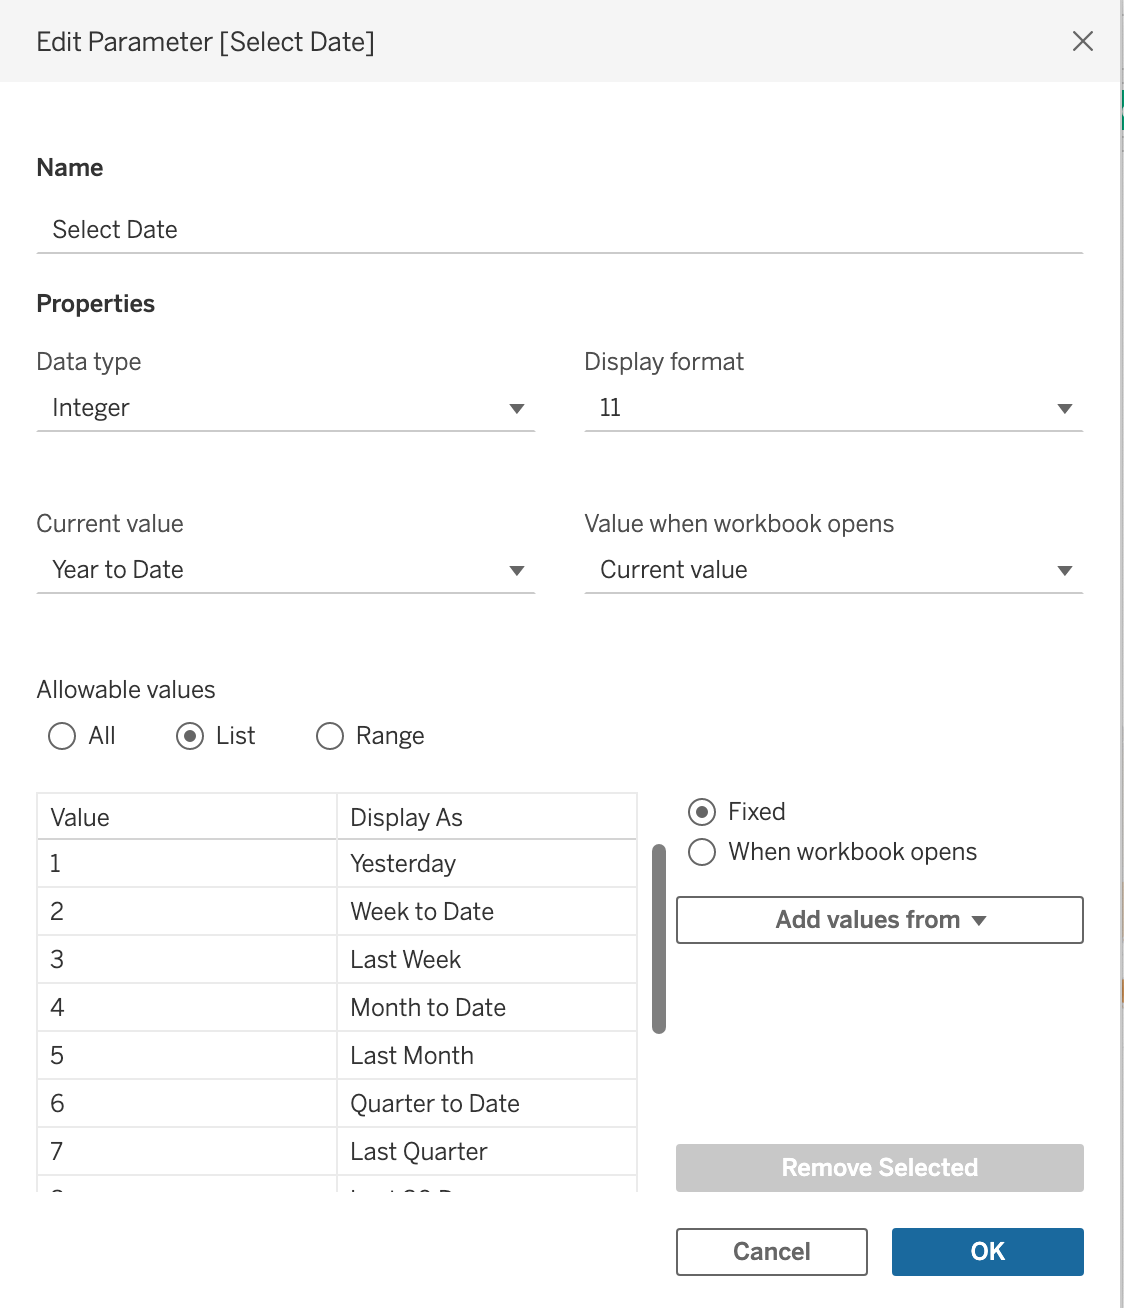 Edit Parameter [Select Date]
Name
Select Date
Properties
Data type
Display format
Integer
11
Current value
Value when workbook opens
Year to Date
Current value
Allowable values
All
List
Range
Value
Display As
1
Yesterday
2
Week to Date
3
Last Week
4
Month to Date
5
Last Month
6
Quarter to Date
7
Last Quarter
Fixed
When workbook opens
Add values from
Remove Selected
Cancel
OK